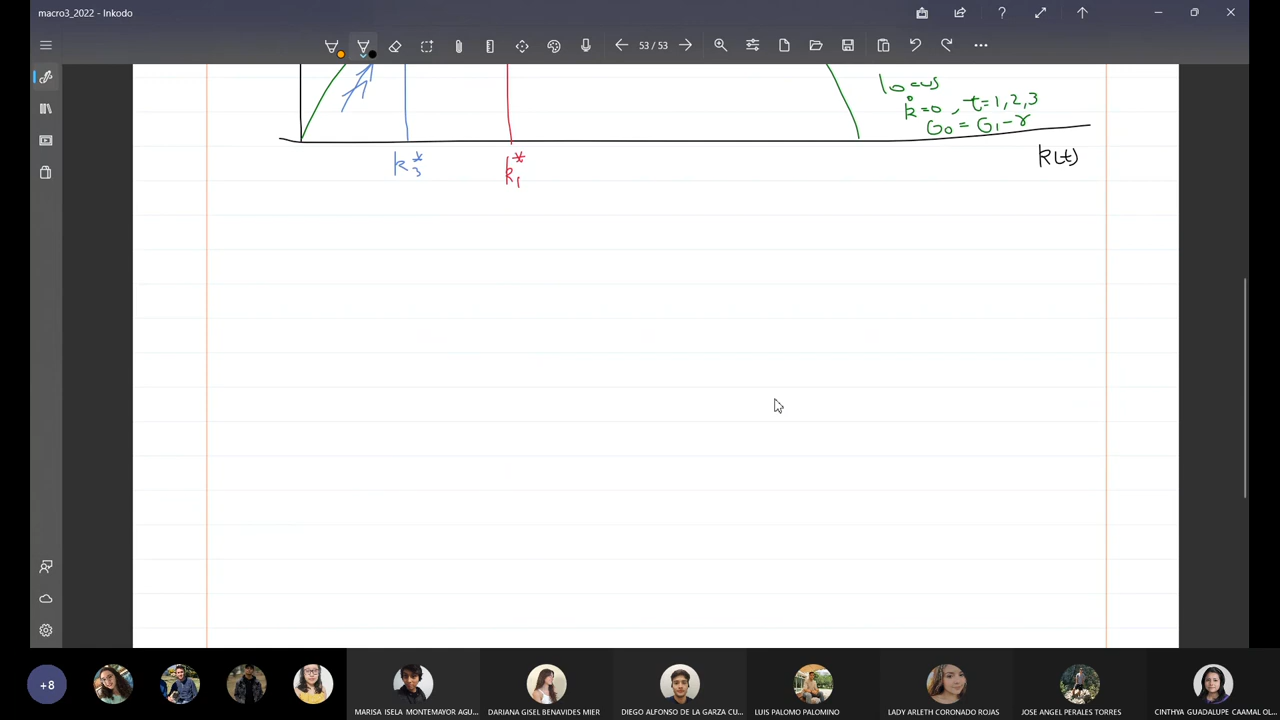 macro3_2022 - Inkodo
53 / 53
locus
k̇=0 , t=1,2,3
G₀ = G₁ - r
k(t)
k₃*
k₁*
+8
MARISA ISELA MONTEMAYOR AGU...
DARIANA GISEL BENAVIDES MIER
DIEGO ALFONSO DE LA GARZA CU...
LUIS PALOMO PALOMINO
LADY ARLETH CORONADO ROJAS
JOSE ANGEL PERALES TORRES
CINTHYA GUADALUPE CAAMAL OL...